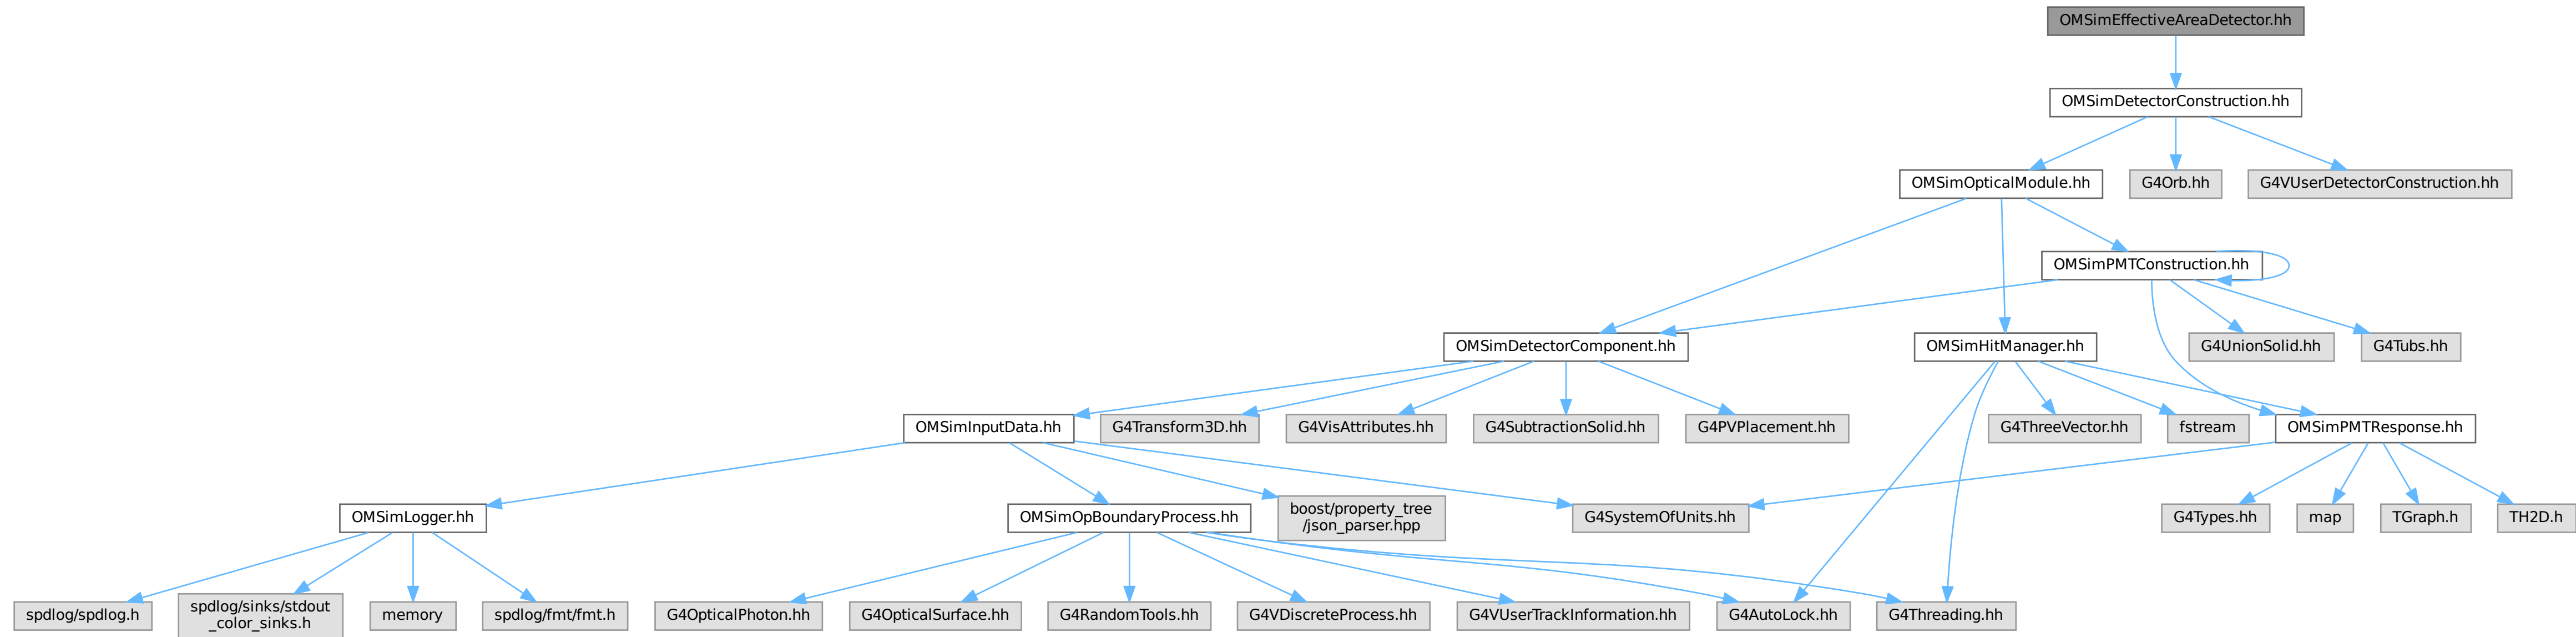 OMSimEffectiveAreaDetector.hh
OMSimDetectorConstruction.hh
OMSimOpticalModule.hh
G4Orb.hh
G4VUserDetectorConstruction.hh
OMSimPMTConstruction.hh
OMSimDetectorComponent.hh
OMSimHitManager.hh
G4UnionSolid.hh
G4Tubs.hh
OMSimInputData.hh
G4Transform3D.hh
G4VisAttributes.hh
G4SubtractionSolid.hh
G4PVPlacement.hh
G4ThreeVector.hh
fstream
OMSimPMTResponse.hh
OMSimLogger.hh
OMSimOpBoundaryProcess.hh
boost/property_tree
/json_parser.hpp
G4SystemOfUnits.hh
G4Types.hh
map
TGraph.h
TH2D.h
spdlog/spdlog.h
spdlog/sinks/stdout
_color_sinks.h
memory
spdlog/fmt/fmt.h
G4OpticalPhoton.hh
G4OpticalSurface.hh
G4RandomTools.hh
G4VDiscreteProcess.hh
G4VUserTrackInformation.hh
G4AutoLock.hh
G4Threading.hh